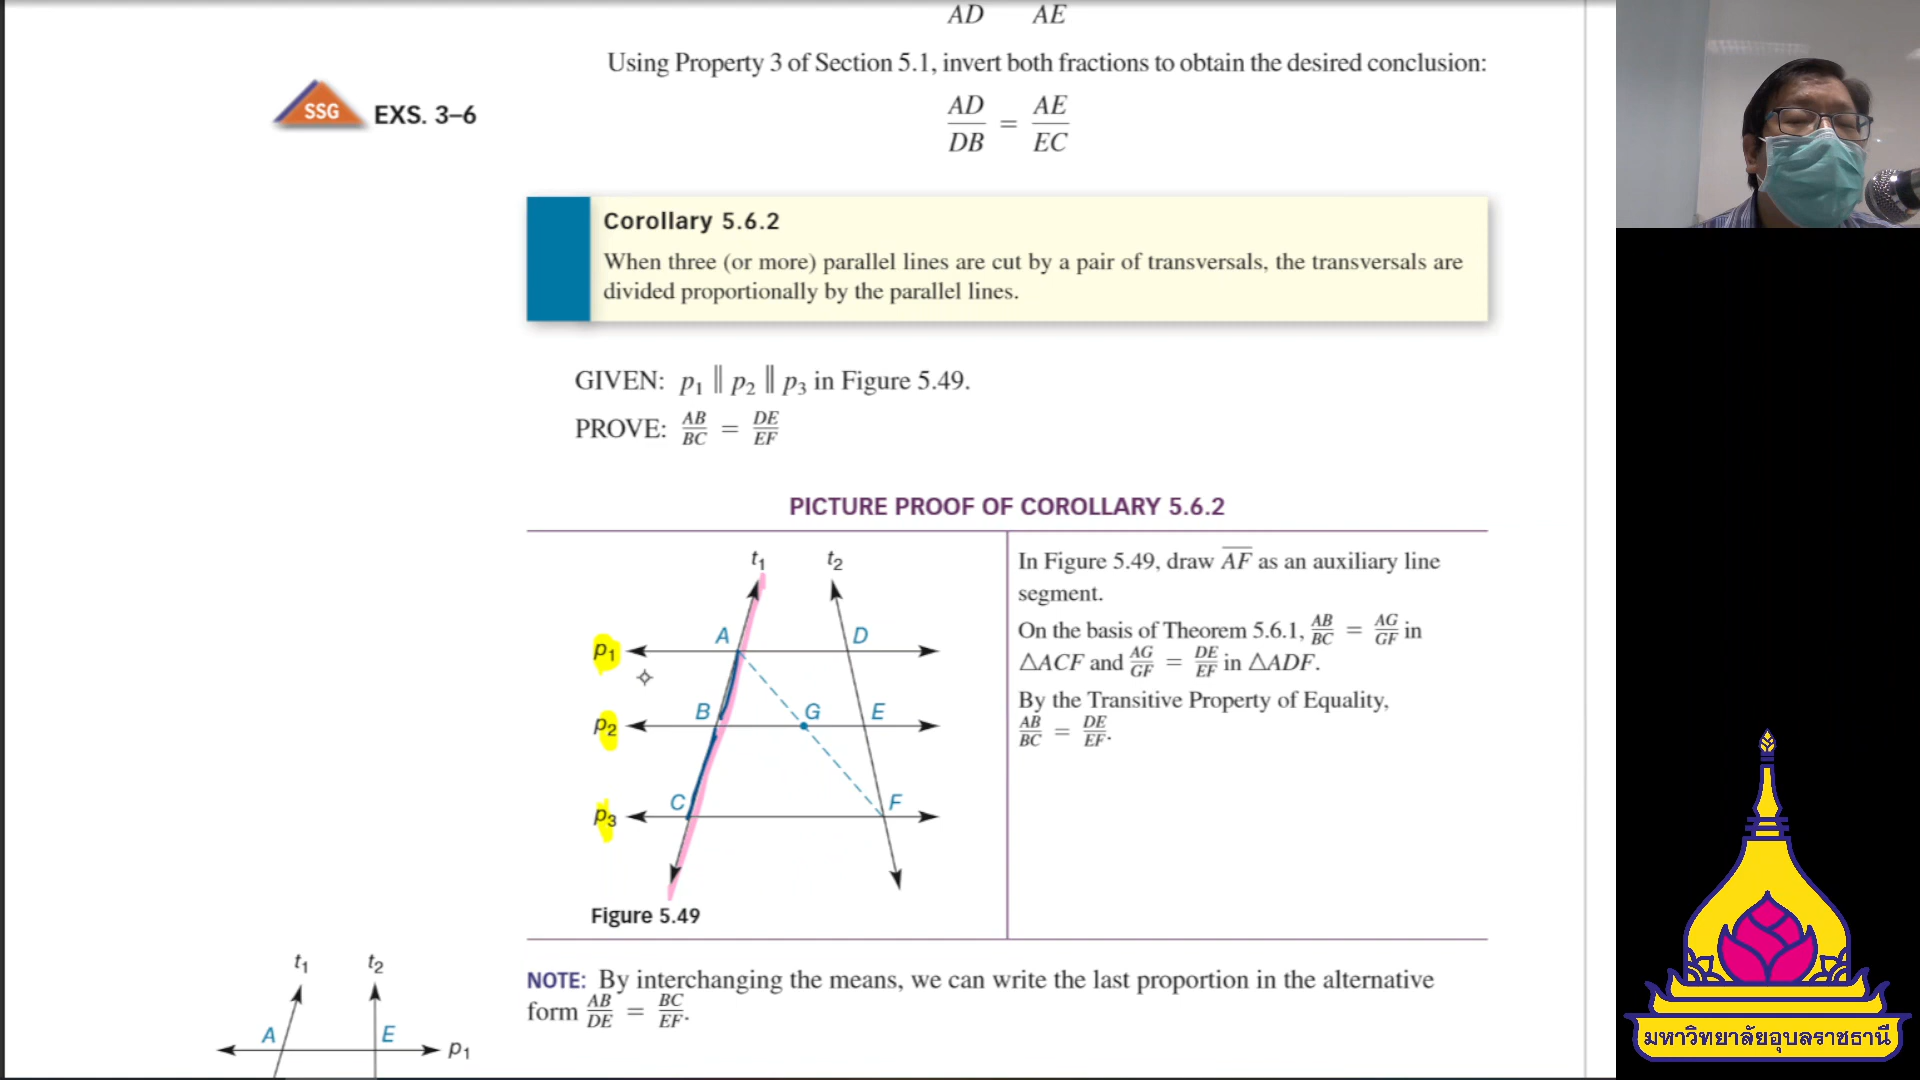 AD AE
Using Property 3 of Section 5.1, invert both fractions to obtain the desired conclusion:
SSG EXS. 3–6
AD/DB = AE/EC
Corollary 5.6.2
When three (or more) parallel lines are cut by a pair of transversals, the transversals are
divided proportionally by the parallel lines.
GIVEN: p₁ ∥ p₂ ∥ p₃ in Figure 5.49.
PROVE: AB/BC = DE/EF
PICTURE PROOF OF COROLLARY 5.6.2
t₁ t₂
A D
p₁
B G E
p₂
C F
p₃
Figure 5.49
In Figure 5.49, draw A̅F̅ as an auxiliary line
segment.
On the basis of Theorem 5.6.1, AB/BC = AG/GF in
△ACF and AG/GF = DE/EF in △ADF.
By the Transitive Property of Equality,
AB/BC = DE/EF.
NOTE: By interchanging the means, we can write the last proportion in the alternative
form AB/DE = BC/EF.
t₁ t₂
A E
p₁
มหาวิทยาลัยอุบลราชธานี